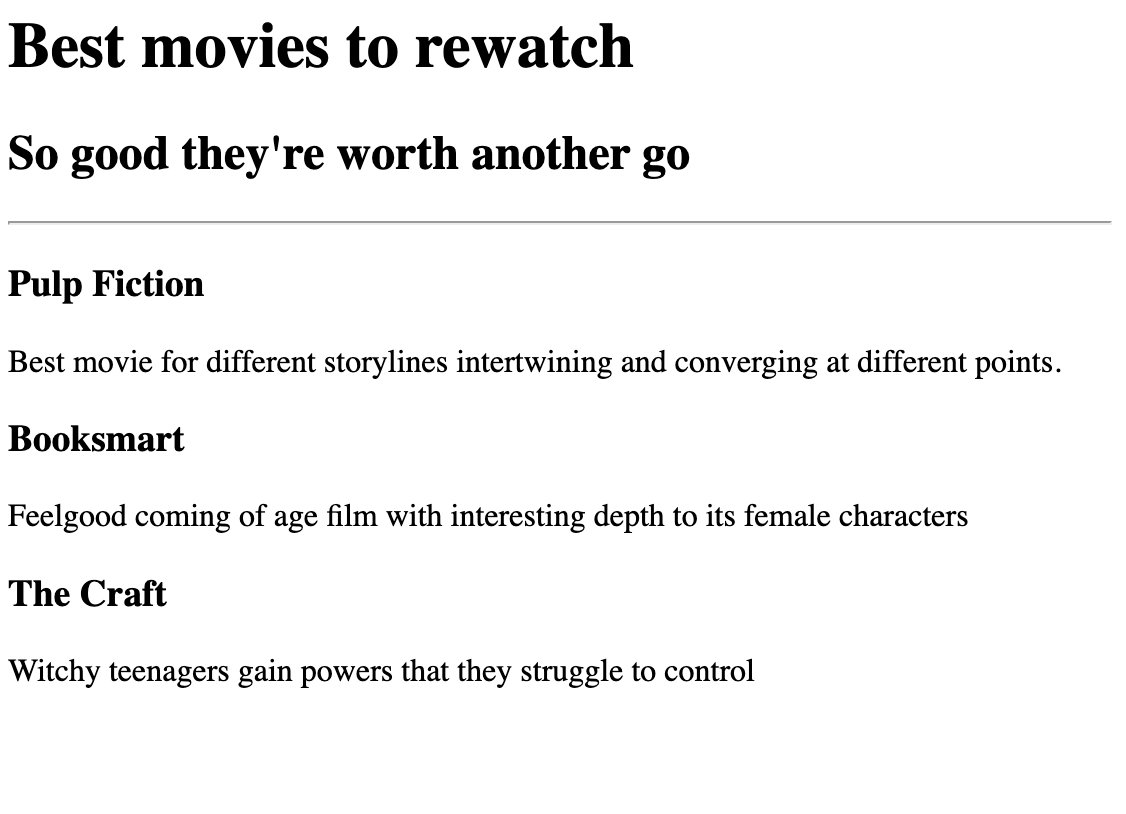 Best movies to rewatch
So good they're worth another go
Pulp Fiction
Best movie for different storylines intertwining and converging at different points.
Booksmart
Feelgood coming of age film with interesting depth to its female characters
The Craft
Witchy teenagers gain powers that they struggle to control